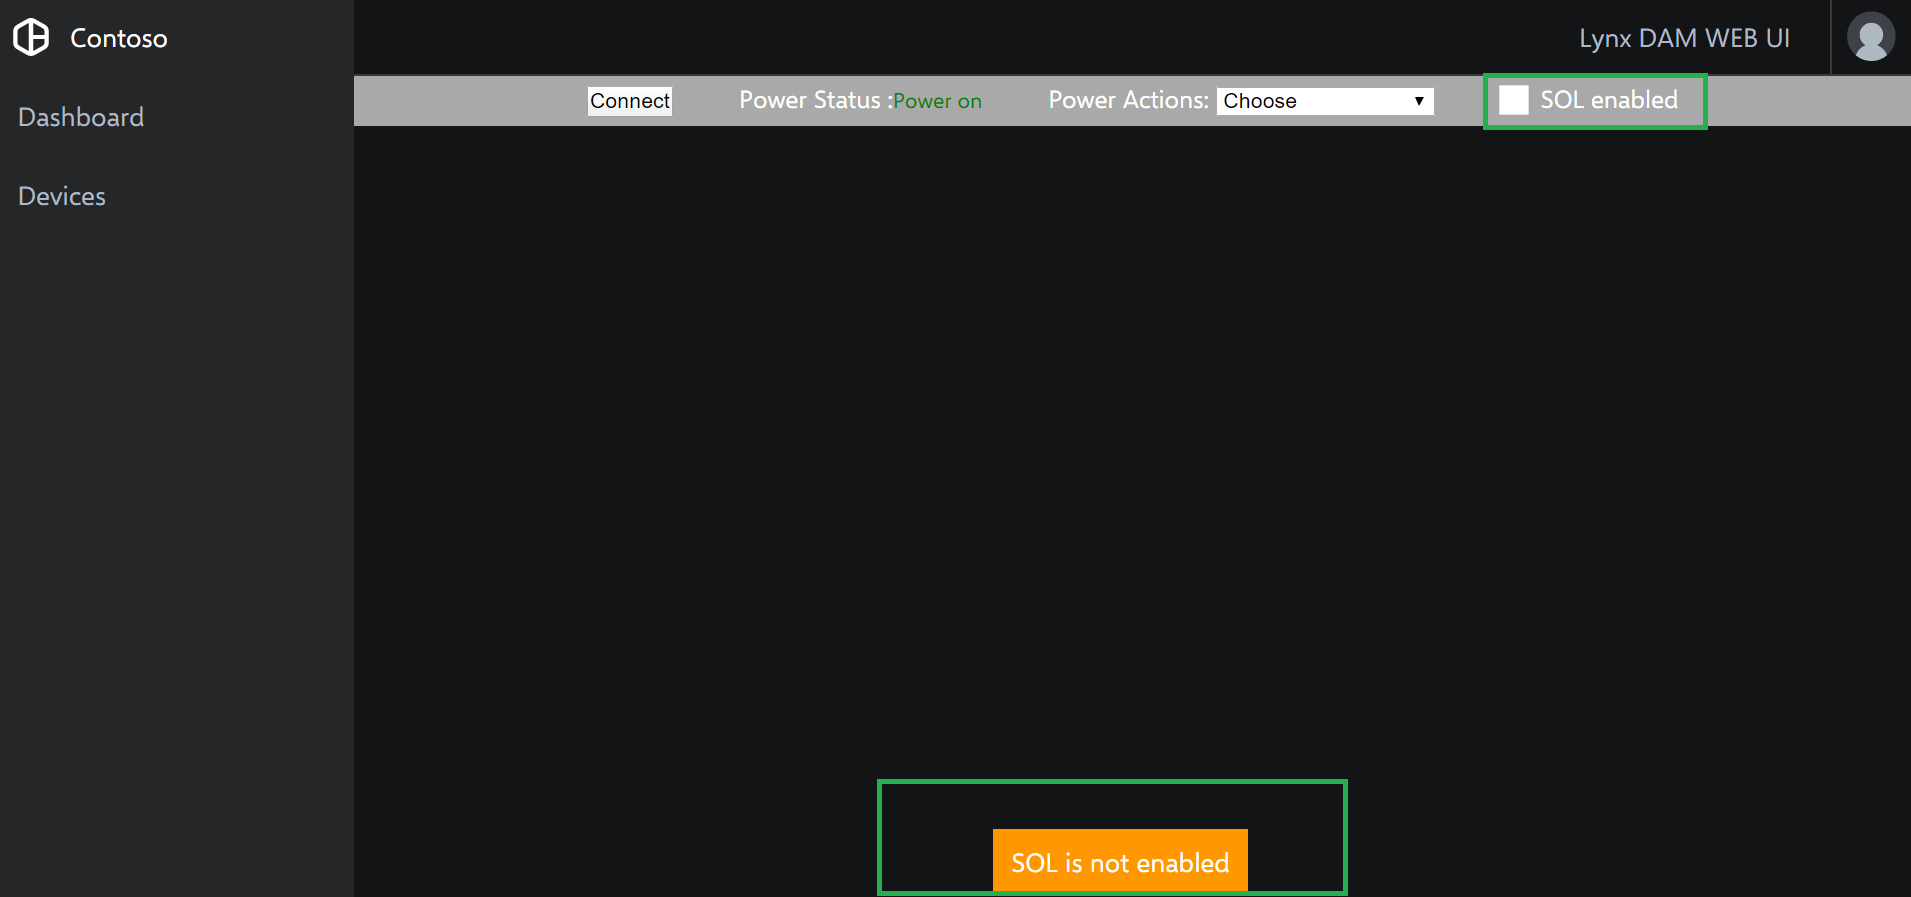 Contoso
Lynx DAM WEB UI
Connect
Power Status :Power on
Power Actions: Choose
SOL enabled
Dashboard
Devices
SOL is not enabled